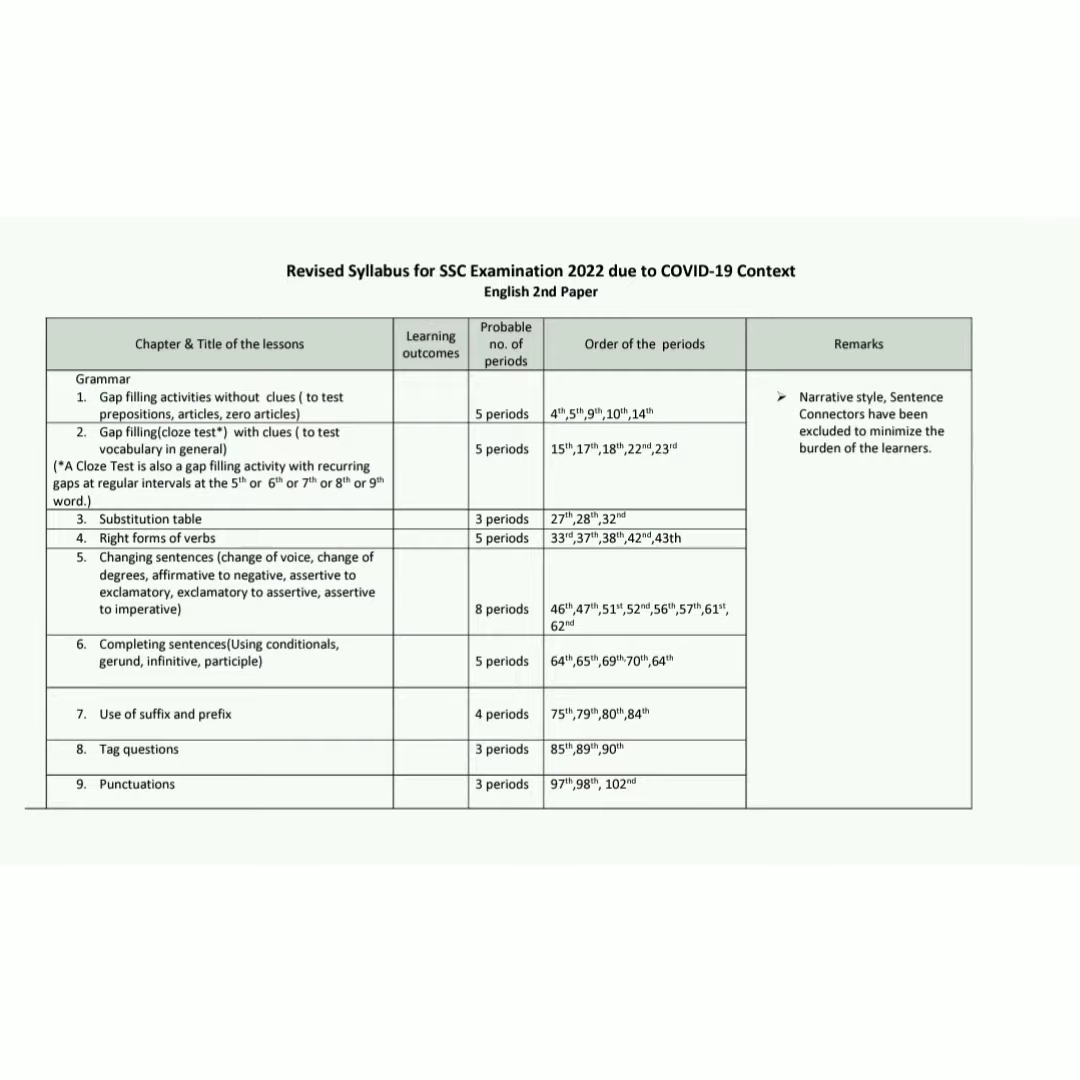 Revised Syllabus for SSC Examination 2022 due to COVID-19 Context
English 2nd Paper
Chapter & Title of the lessons
Learning
outcomes
Probable
no. of
periods
Order of the periods
Remarks
Grammar
1. Gap filling activities without clues ( to test
prepositions, articles, zero articles)
5 periods
4th,5th,9th,10th,14th
➢ Narrative style, Sentence
Connectors have been
excluded to minimize the
burden of the learners.
2. Gap filling(cloze test*) with clues ( to test
vocabulary in general)
(*A Cloze Test is also a gap filling activity with recurring
gaps at regular intervals at the 5th or 6th or 7th or 8th or 9th
word.)
5 periods
15th,17th,18th,22nd,23rd
3. Substitution table
3 periods
27th,28th,32nd
4. Right forms of verbs
5 periods
33rd,37th,38th,42nd,43th
5. Changing sentences (change of voice, change of
degrees, affirmative to negative, assertive to
exclamatory, exclamatory to assertive, assertive
to imperative)
8 periods
46th,47th,51st,52nd,56th,57th,61st,
62nd
6. Completing sentences(Using conditionals,
gerund, infinitive, participle)
5 periods
64th,65th,69th,70th,64th
7. Use of suffix and prefix
4 periods
75th,79th,80th,84th
8. Tag questions
3 periods
85th,89th,90th
9. Punctuations
3 periods
97th,98th, 102nd